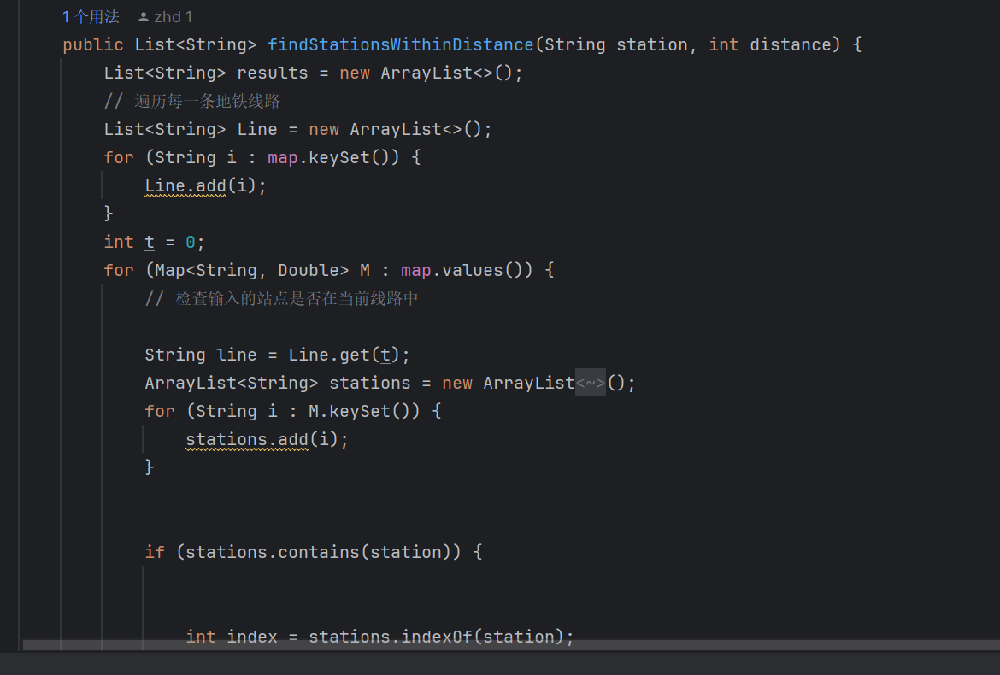 1 个用法 zhd 1
public List<String> findStationsWithinDistance(String station, int distance) {
List<String> results = new ArrayList<>();
// 遍历每一条地铁线路
List<String> Line = new ArrayList<>();
for (String i : map.keySet()) {
Line.add(i);
}
int t = 0;
for (Map<String, Double> M : map.values()) {
// 检查输入的站点是否在当前线路中
String line = Line.get(t);
ArrayList<String> stations = new ArrayList<~>();
for (String i : M.keySet()) {
stations.add(i);
}
if (stations.contains(station)) {
int index = stations.indexOf(station);